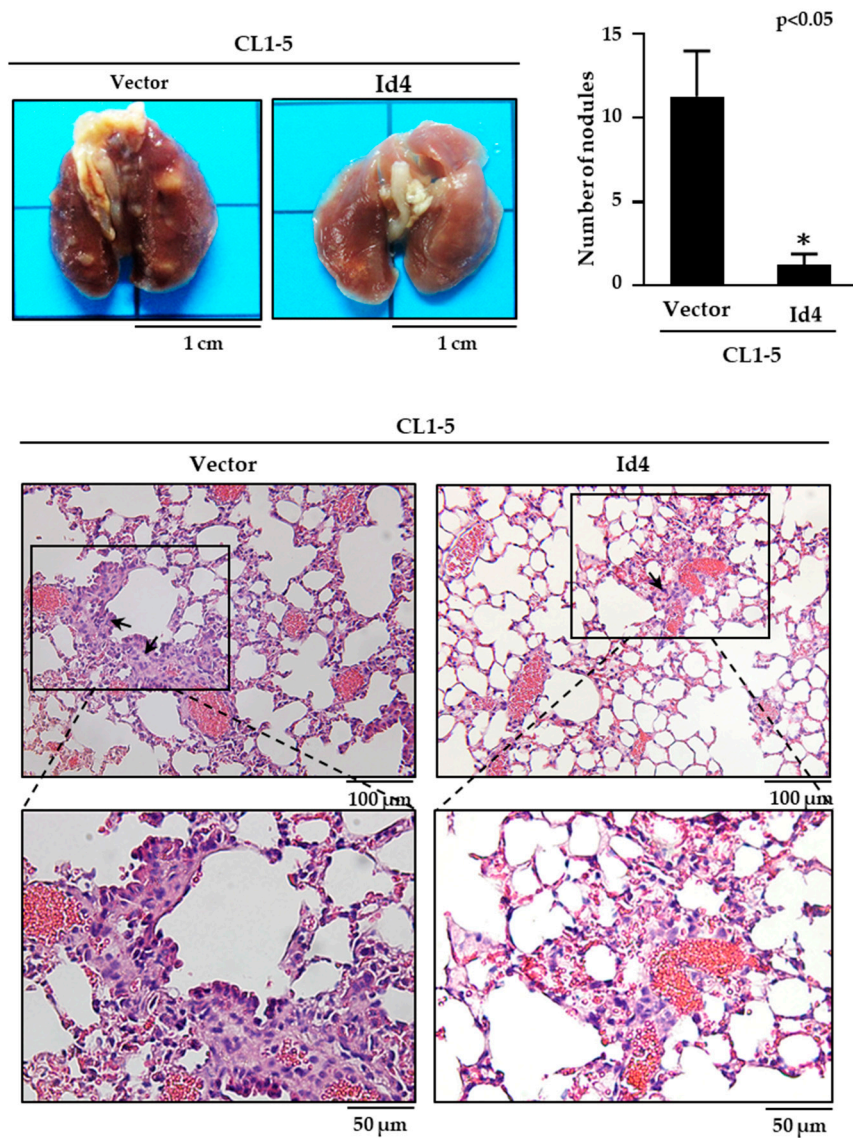 CL1-5
Vector
Id4
1 cm
1 cm
p<0.05
Number of nodules
15
10
5
0
*
Vector
Id4
CL1-5
CL1-5
Vector
Id4
100 µm
100 µm
50 µm
50 µm